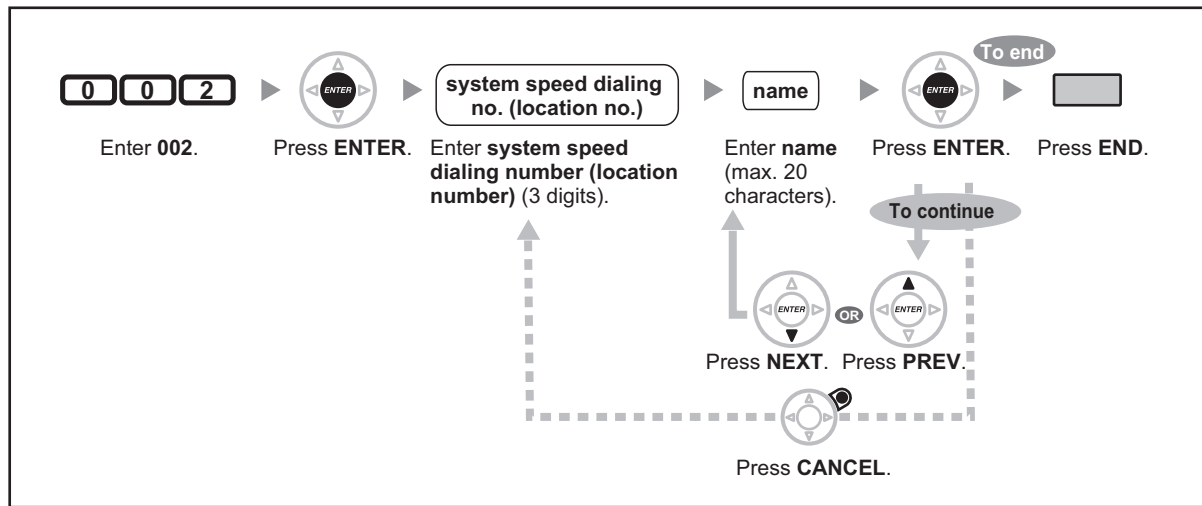 To end
0 0 2
ENTER
system speed dialing
no. (location no.)
name
ENTER
Enter 002.
Press ENTER.
Enter system speed
dialing number (location
number) (3 digits).
Enter name
(max. 20
characters).
Press ENTER.
Press END.
To continue
ENTER
OR
ENTER
Press NEXT.
Press PREV.
Press CANCEL.